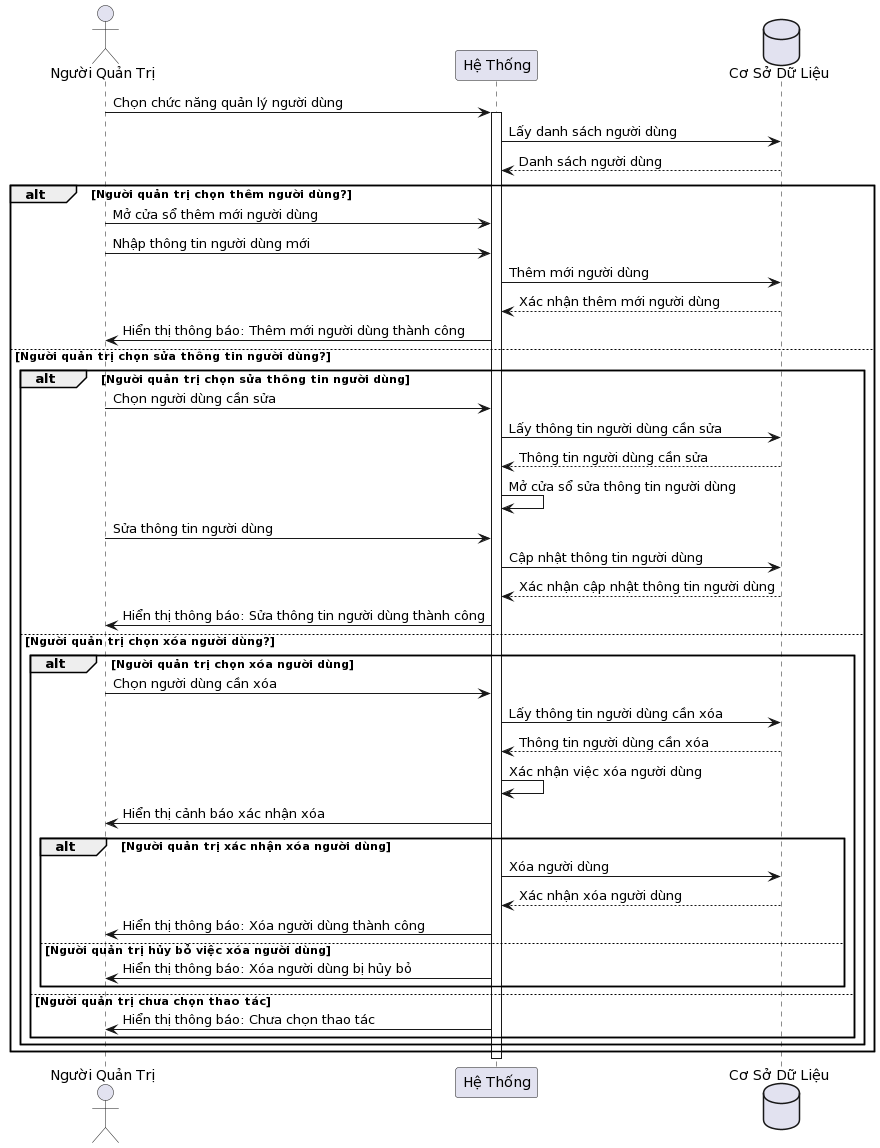 Người Quản Trị
Hệ Thống
Cơ Sở Dữ Liệu
Chọn chức năng quản lý người dùng
Lấy danh sách người dùng
Danh sách người dùng
alt [Người quản trị chọn thêm người dùng?]
Mở cửa sổ thêm mới người dùng
Nhập thông tin người dùng mới
Thêm mới người dùng
Xác nhận thêm mới người dùng
Hiển thị thông báo: Thêm mới người dùng thành công
[Người quản trị chọn sửa thông tin người dùng?]
alt [Người quản trị chọn sửa thông tin người dùng]
Chọn người dùng cần sửa
Lấy thông tin người dùng cần sửa
Thông tin người dùng cần sửa
Mở cửa sổ sửa thông tin người dùng
Sửa thông tin người dùng
Cập nhật thông tin người dùng
Xác nhận cập nhật thông tin người dùng
Hiển thị thông báo: Sửa thông tin người dùng thành công
[Người quản trị chọn xóa người dùng?]
alt [Người quản trị chọn xóa người dùng]
Chọn người dùng cần xóa
Lấy thông tin người dùng cần xóa
Thông tin người dùng cần xóa
Xác nhận việc xóa người dùng
Hiển thị cảnh báo xác nhận xóa
alt [Người quản trị xác nhận xóa người dùng]
Xóa người dùng
Xác nhận xóa người dùng
Hiển thị thông báo: Xóa người dùng thành công
[Người quản trị hủy bỏ việc xóa người dùng]
Hiển thị thông báo: Xóa người dùng bị hủy bỏ
[Người quản trị chưa chọn thao tác]
Hiển thị thông báo: Chưa chọn thao tác
Người Quản Trị
Hệ Thống
Cơ Sở Dữ Liệu